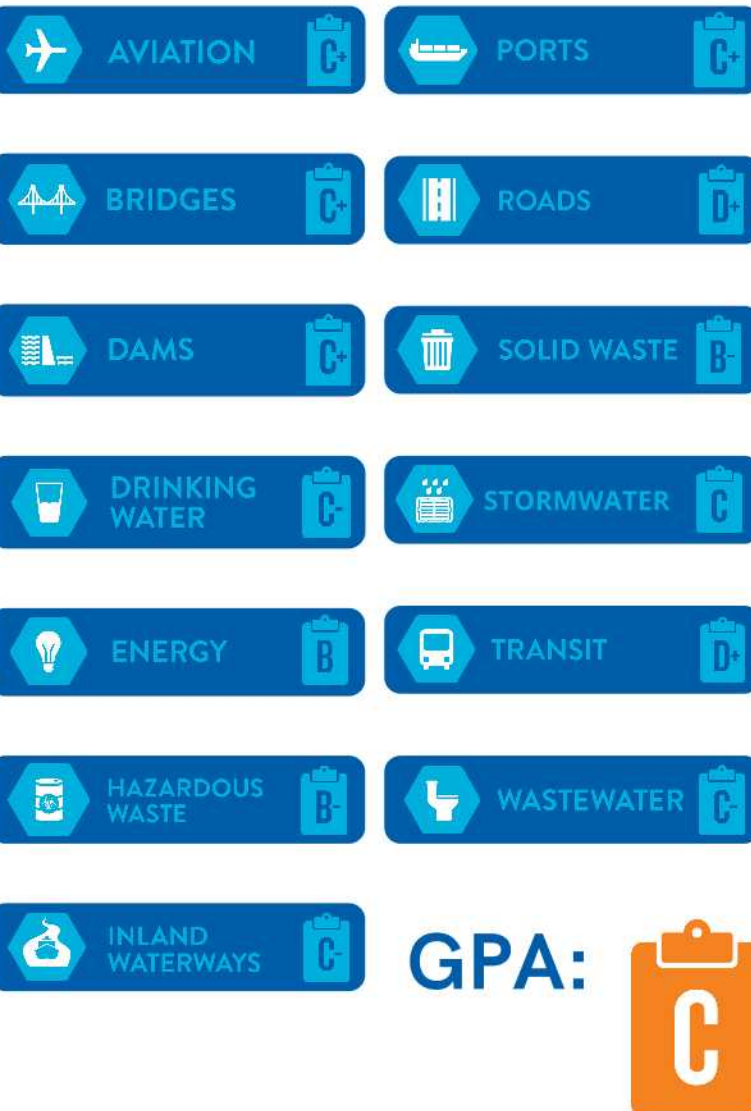 AVIATION C+
PORTS C+
BRIDGES C+
ROADS D+
DAMS C+
SOLID WASTE B-
DRINKING
WATER C-
STORMWATER C
ENERGY B
TRANSIT D+
HAZARDOUS
WASTE B-
WASTEWATER C-
INLAND
WATERWAYS C-
GPA: C